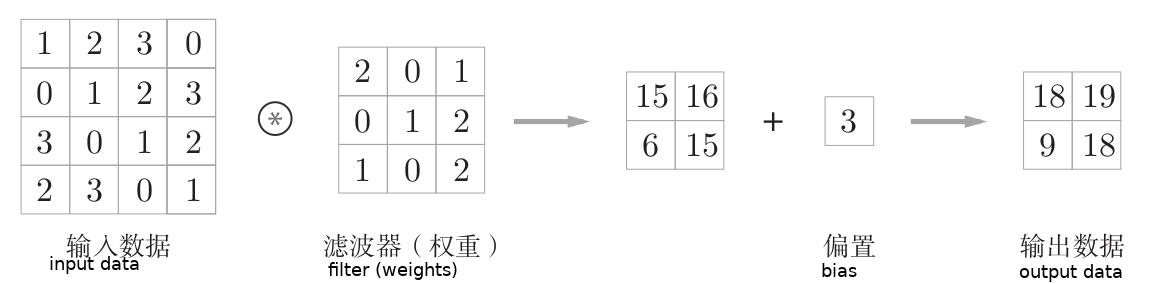 1 2 3 0
0 1 2 3
3 0 1 2
2 3 0 1
⊛
2 0 1
0 1 2
1 0 2
15 16
6 15
+
3
18 19
9 18
输入数据
input data
滤波器（权重）
filter (weights)
偏置
bias
输出数据
output data